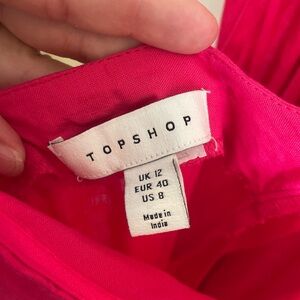 TOPSHOP
UK 12
EUR 40
US 8
Made in
India